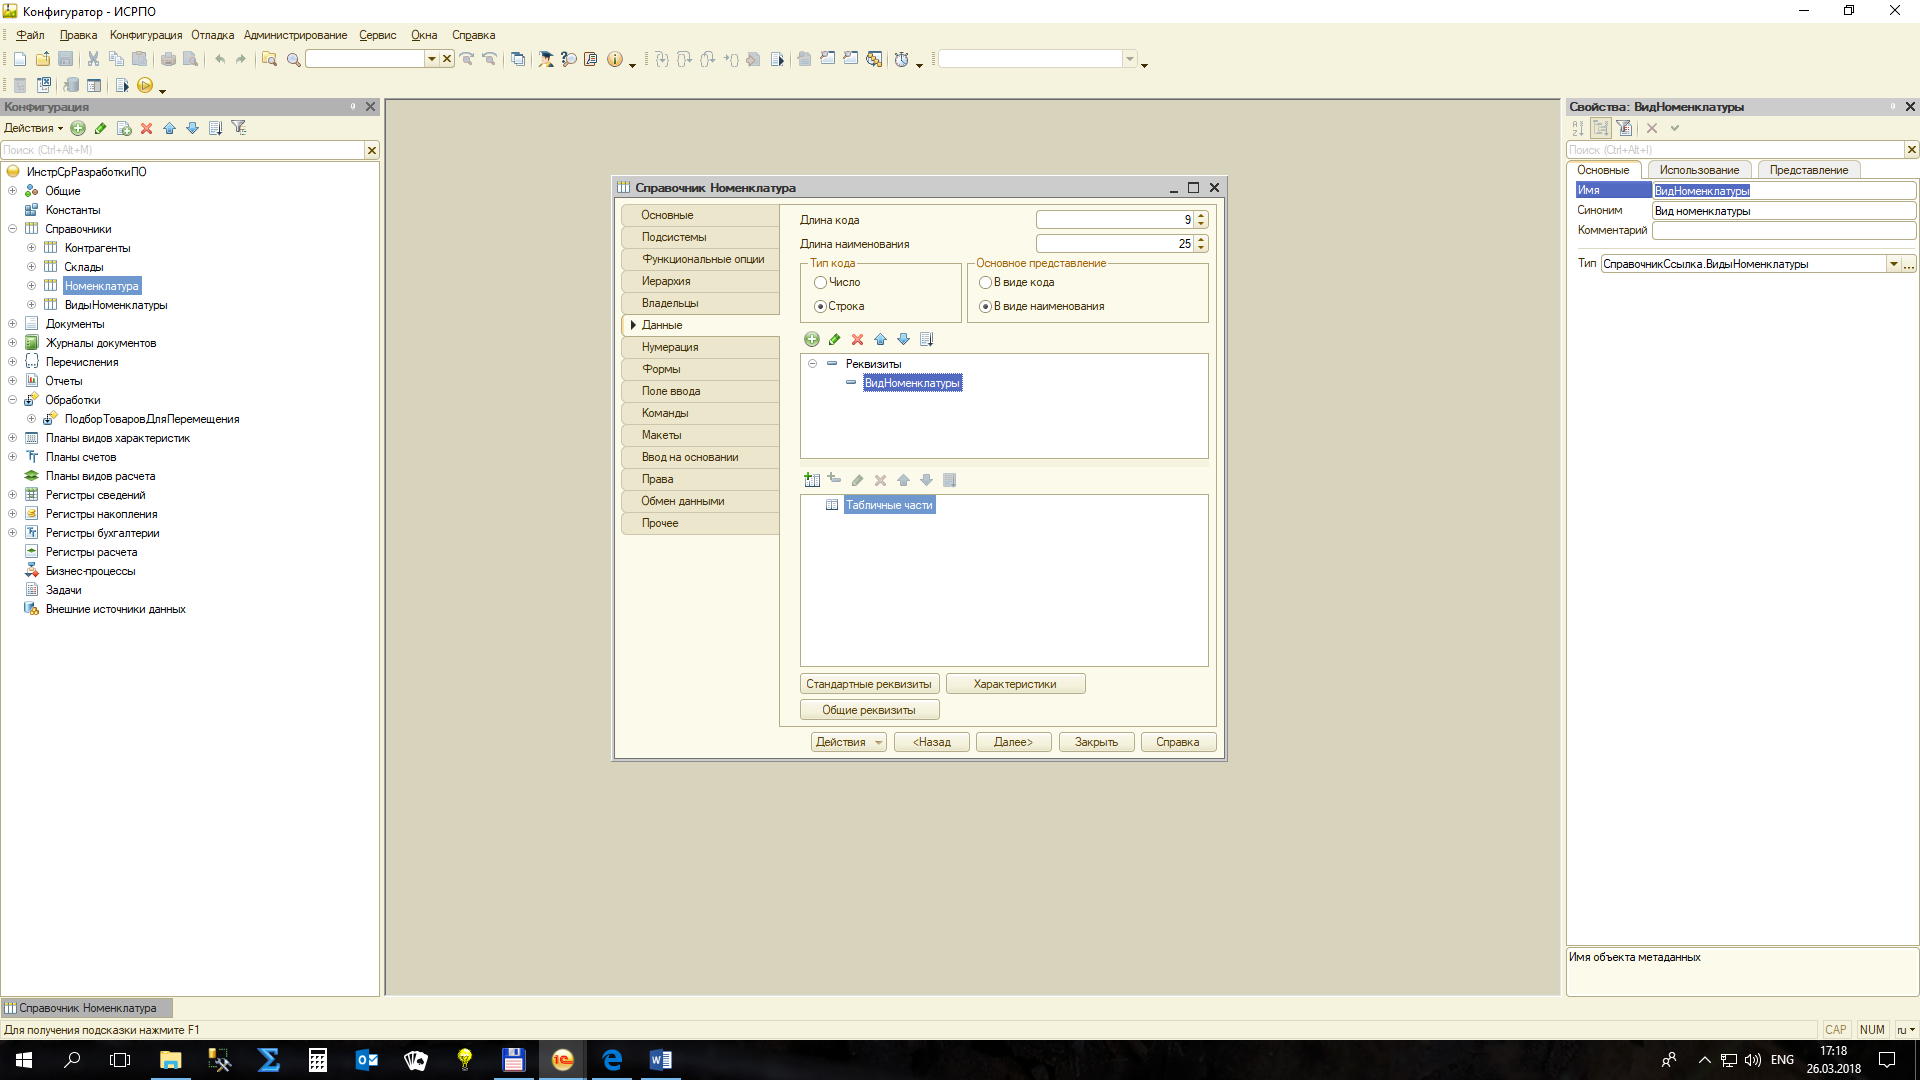 Конфигуратор - ИСРПО
Файл Правка Конфигурация Отладка Администрирование Сервис Окна Справка
Конфигурация
Действия
Поиск (Ctrl+Alt+M)
ИнстрСрРазработкиПО
Общие
Константы
Справочники
Контрагенты
Склады
Номенклатура
ВидыНоменклатуры
Документы
Журналы документов
Перечисления
Отчеты
Обработки
ПодборТоваровДляПеремещения
Планы видов характеристик
Планы счетов
Планы видов расчета
Регистры сведений
Регистры накопления
Регистры бухгалтерии
Регистры расчета
Бизнес-процессы
Задачи
Внешние источники данных
Справочник Номенклатура
Основные
Подсистемы
Функциональные опции
Иерархия
Владельцы
Данные
Нумерация
Формы
Поле ввода
Команды
Макеты
Ввод на основании
Права
Обмен данными
Прочее
Длина кода 9
Длина наименования 25
Тип кода
Число
Строка
Основное представление
В виде кода
В виде наименования
Реквизиты
ВидНоменклатуры
Табличные части
Стандартные реквизиты Характеристики
Общие реквизиты
Действия <Назад Далее> Закрыть Справка
Свойства: ВидНоменклатуры
Поиск (Ctrl+Alt+I)
Основные Использование Представление
Имя ВидНоменклатуры
Синоним Вид номенклатуры
Комментарий
Тип СправочникСсылка.ВидыНоменклатуры
Имя объекта метаданных
Справочник Номенклатура
Для получения подсказки нажмите F1
CAP NUM ru
ENG
17:18
26.03.2018